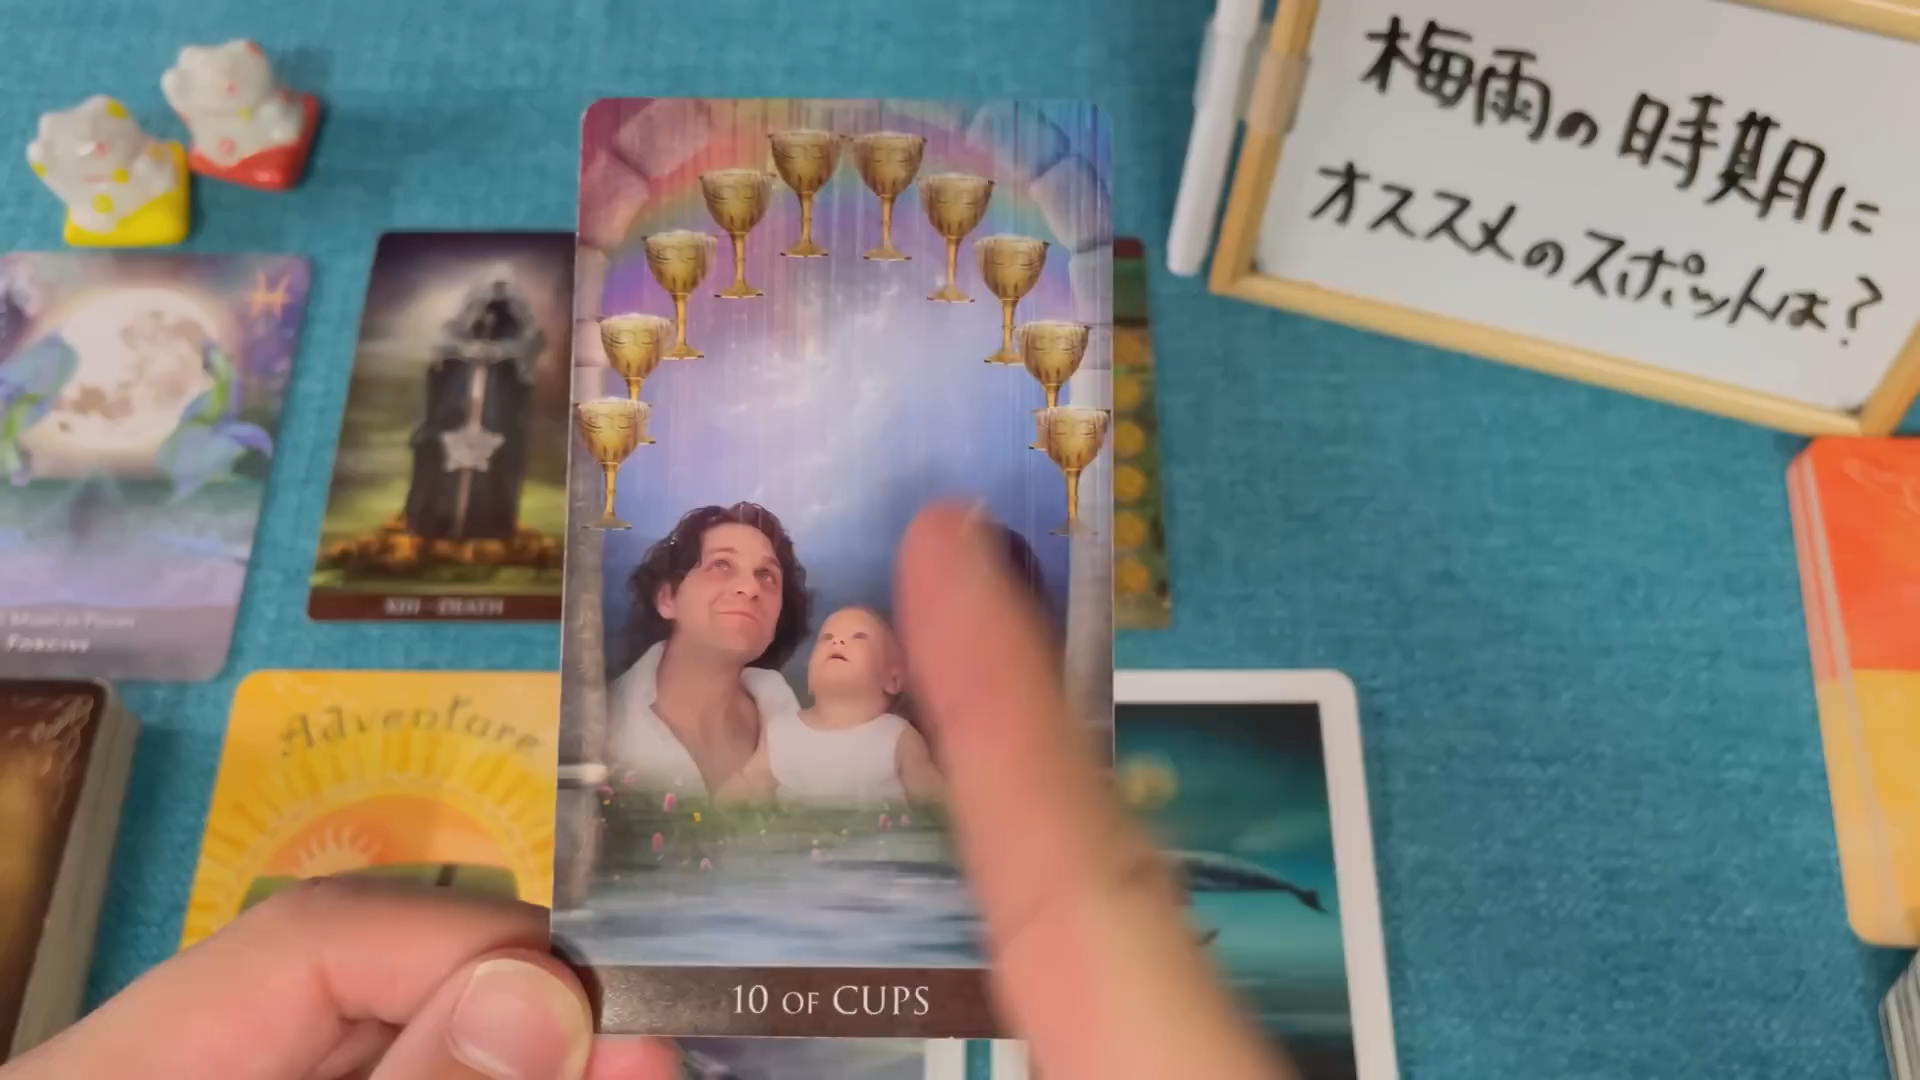 梅雨の時期に
オススメのスポットは?
XIII - DEATH
FORGIVE
Adventure
10 OF CUPS